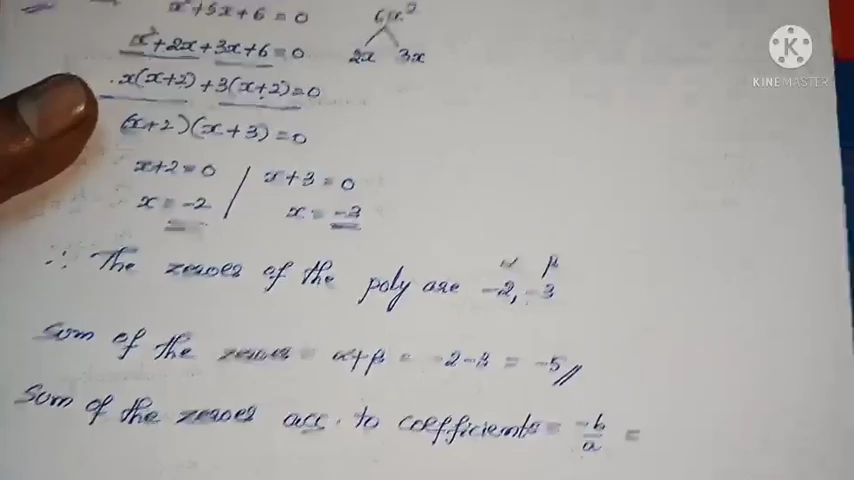 x²+5x+6=0
6x²
x²+2x+3x+6=0
2x 3x
x(x+2)+3(x+2)=0
(x+2)(x+3)=0
x+2=0 / x+3=0
x=-2 x=-3
∴ The zeroes of the poly are -2, -3
α β
Sum of the zeroes = α+β = -2-3 = -5//
Sum of the zeroes acc. to coefficients = -b/a =
K
KINEMASTER